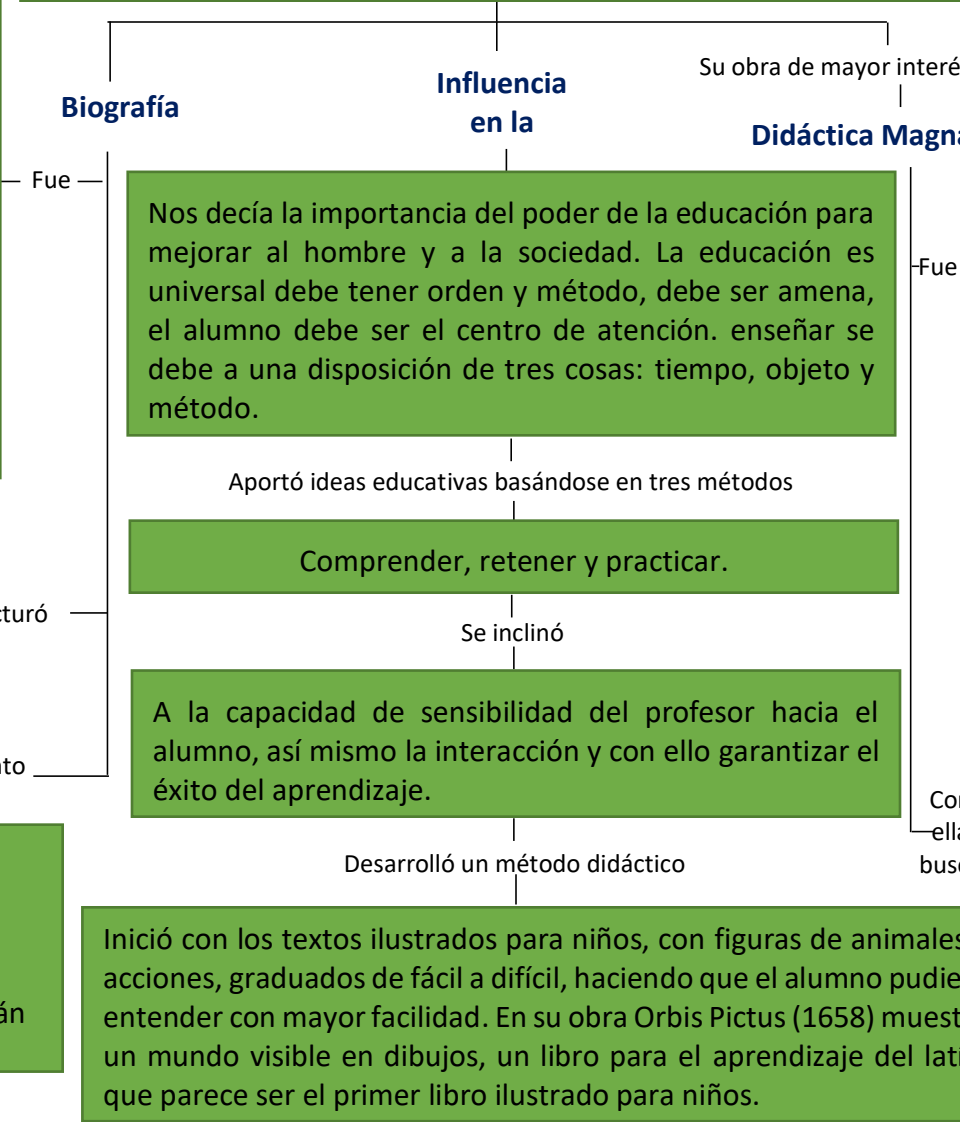 Biografía
Fue
Influencia
en la
Nos decía la importancia del poder de la educación para
mejorar al hombre y a la sociedad. La educación es
universal debe tener orden y método, debe ser amena,
el alumno debe ser el centro de atención. enseñar se
debe a una disposición de tres cosas: tiempo, objeto y
método.
Aportó ideas educativas basándose en tres métodos
Comprender, retener y practicar.
Se inclinó
A la capacidad de sensibilidad del profesor hacia el
alumno, así mismo la interacción y con ello garantizar el
éxito del aprendizaje.
Desarrolló un método didáctico
Inició con los textos ilustrados para niños, con figuras de animales
acciones, graduados de fácil a difícil, haciendo que el alumno
entender con mayor facilidad. En su obra Orbis Pictus (1658)
un mundo visible en dibujos, un libro para el aprendizaje del
que parece ser el primer libro ilustrado para niños.
Su obra de mayor
Didáctica Magna
Fue